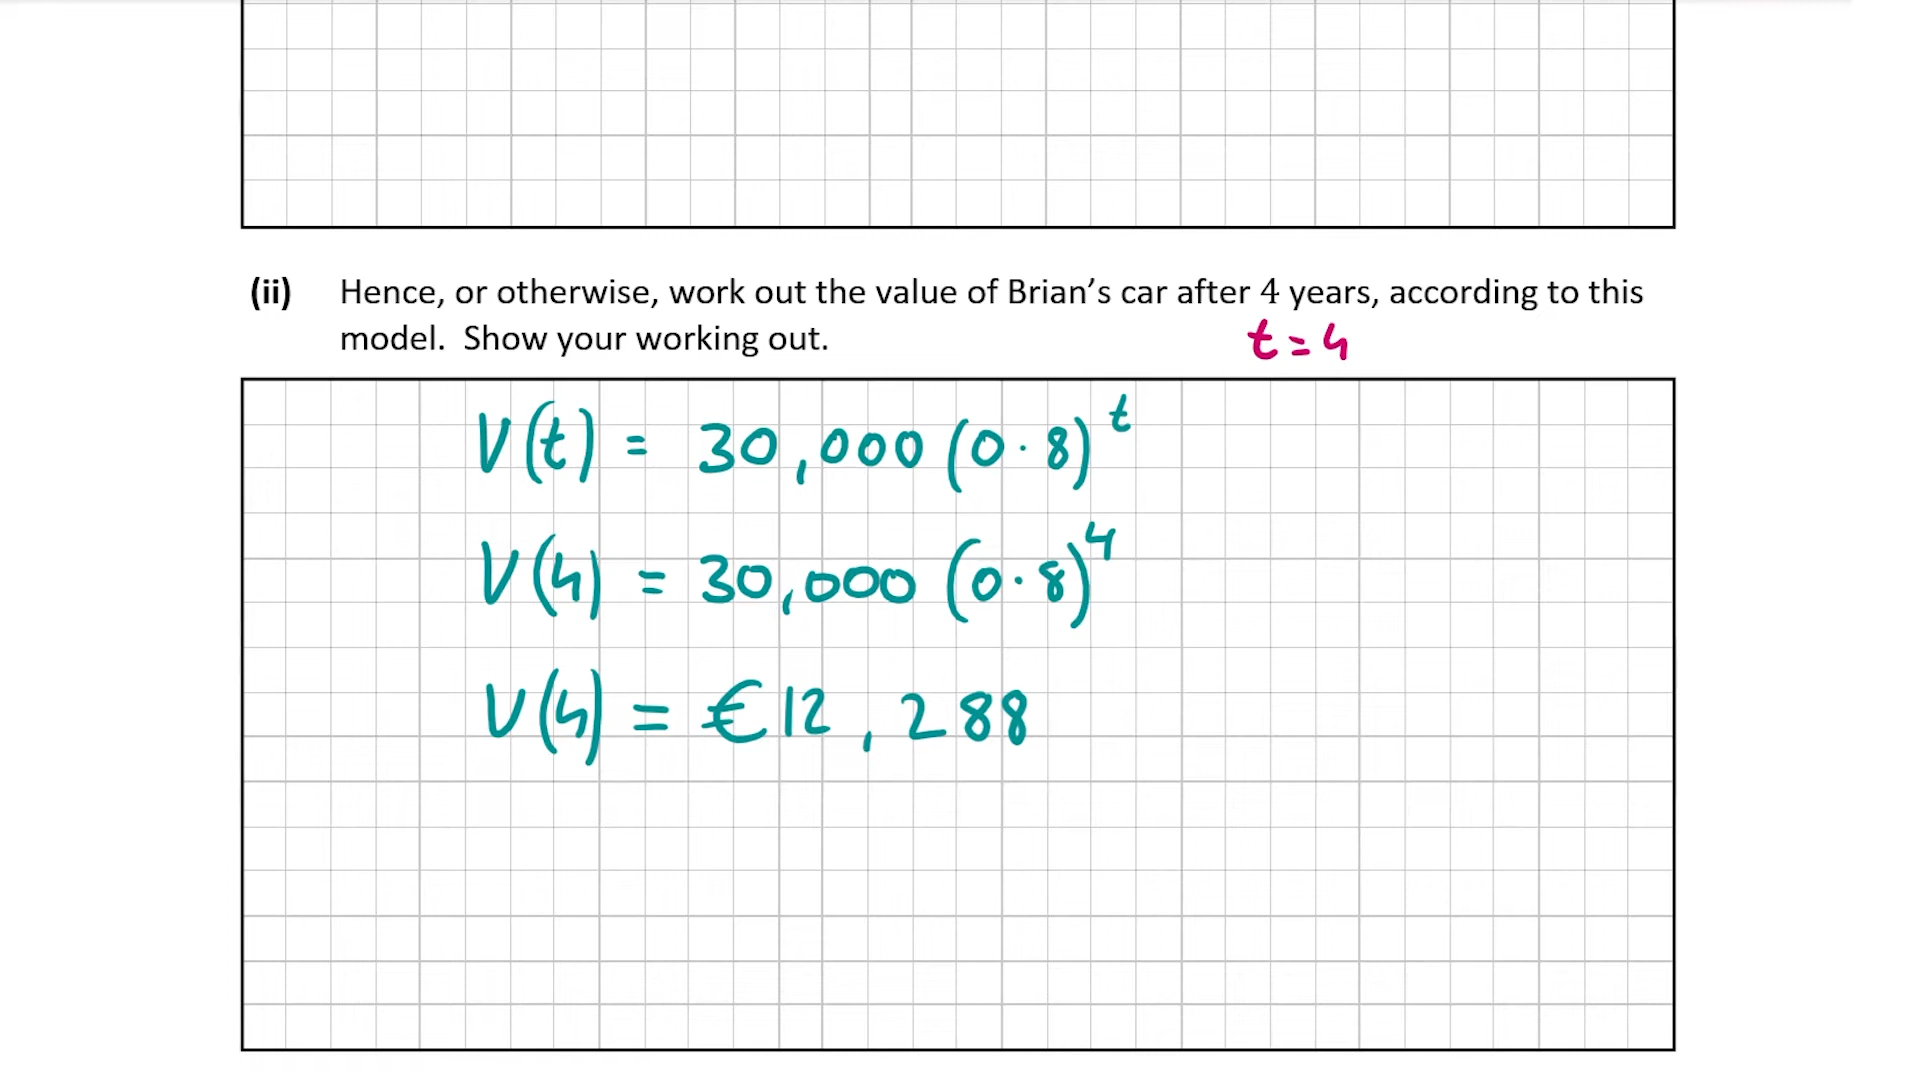 (ii) Hence, or otherwise, work out the value of Brian’s car after 4 years, according to this
model. Show your working out.
t = 4
V(t) = 30,000 (0·8)^t
V(4) = 30,000 (0·8)^4
V(4) = €12,288